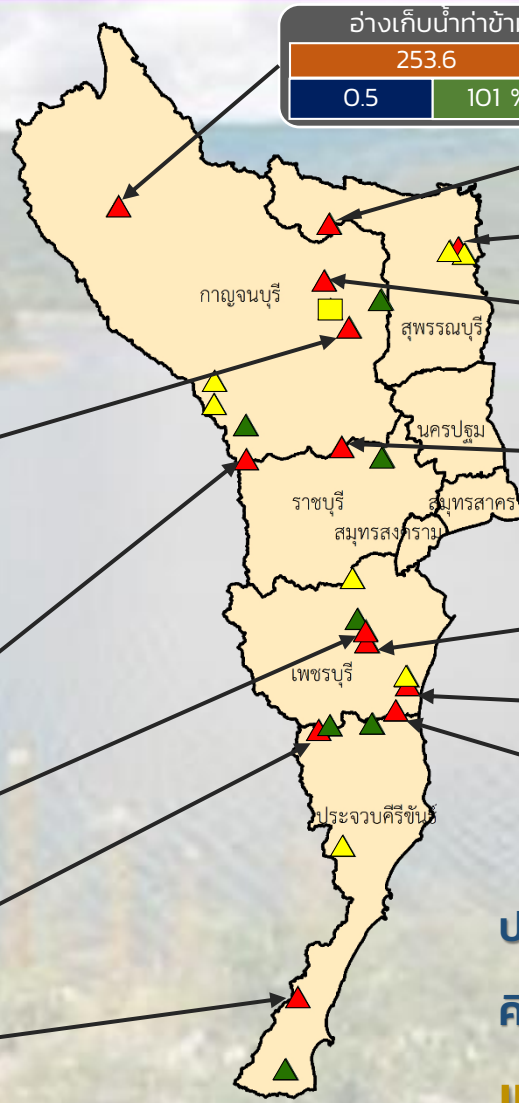 อ่างเก็บน้ำท่าข้าม
253.6
0.5 101 %
กาญจนบุรี
สุพรรณบุรี
นครปฐม
ราชบุรี
สมุทรสาคร
สมุทรสงคราม
เพชรบุรี
ประจวบคีรีขันธ์